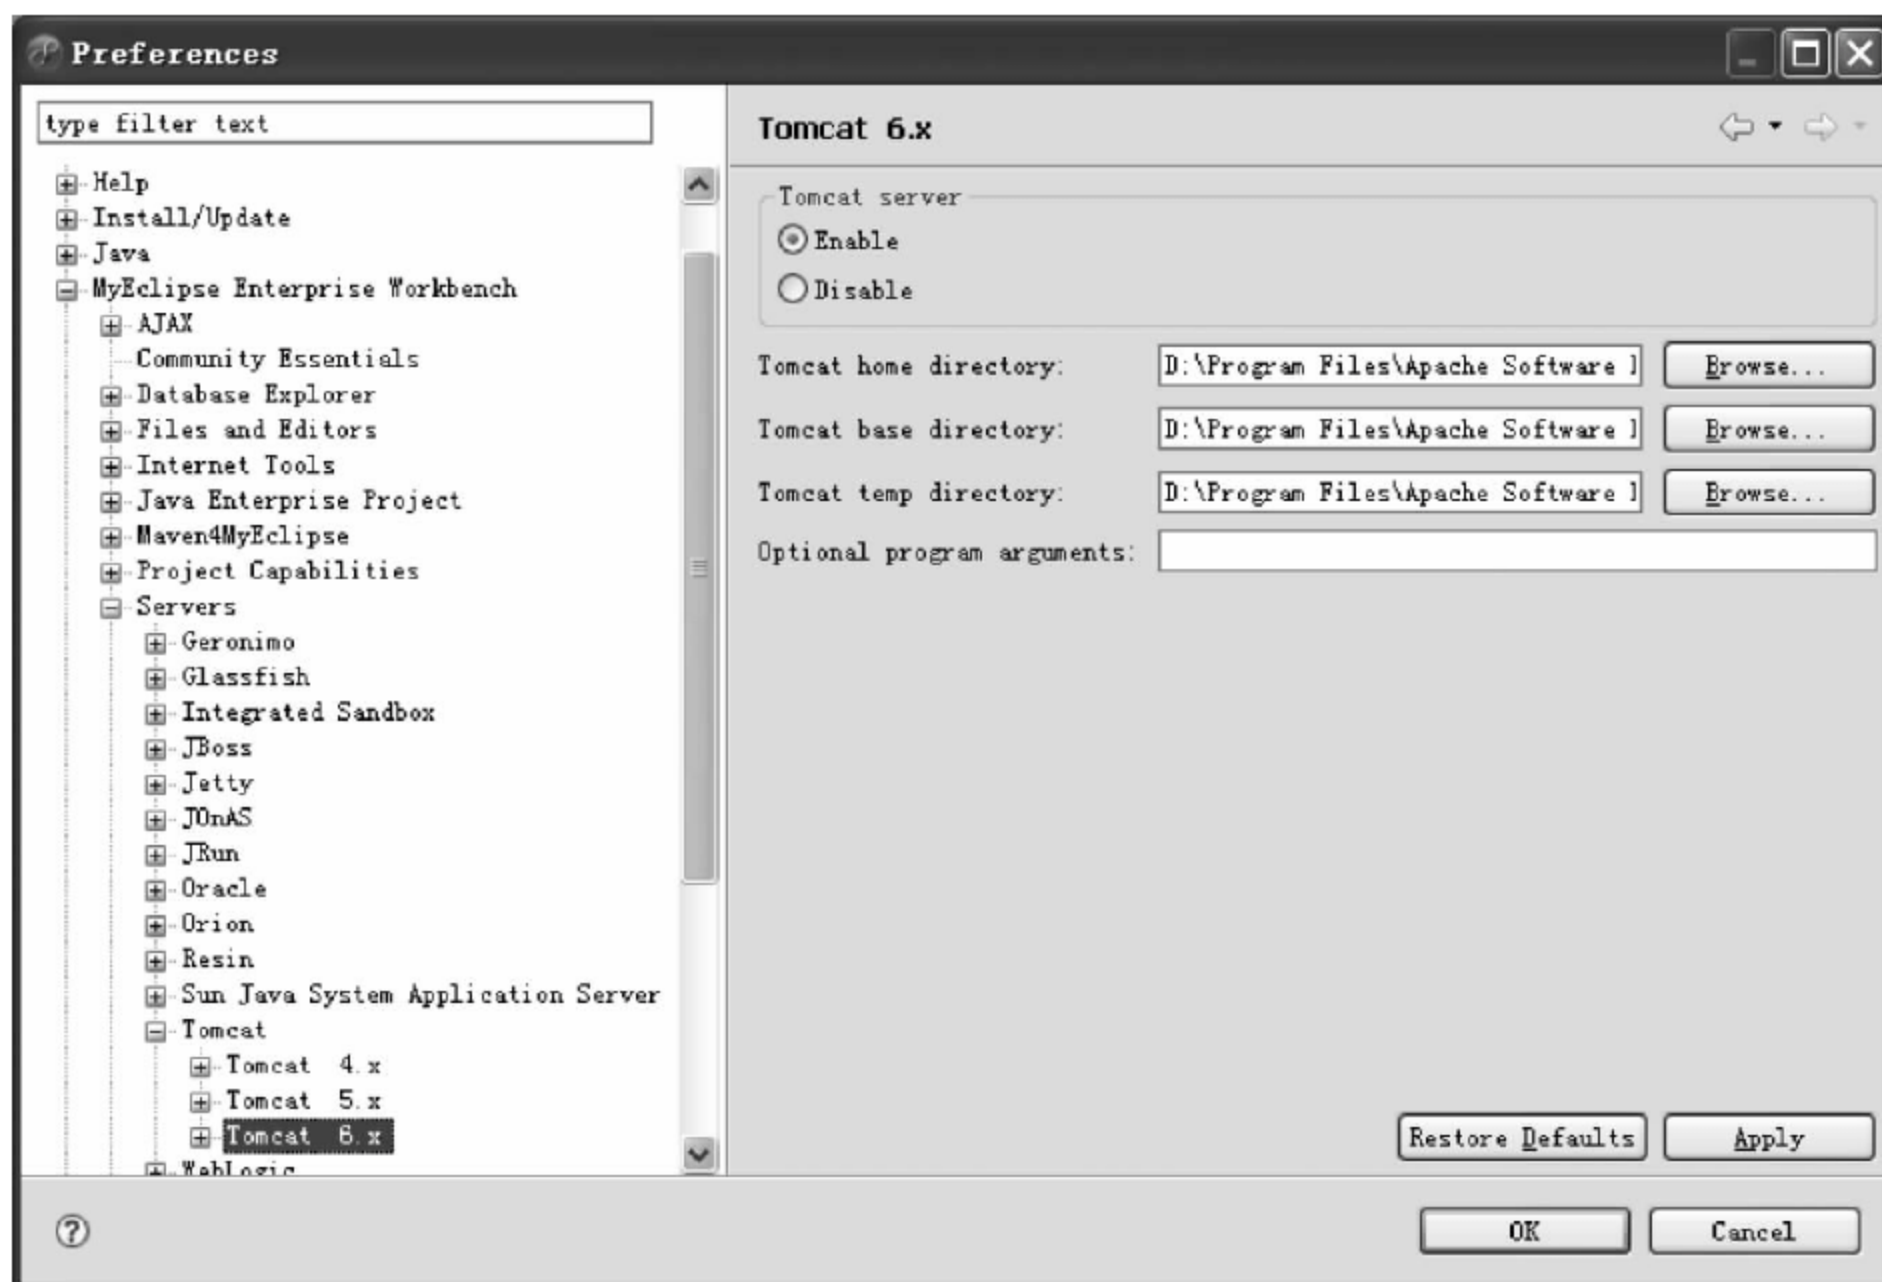 Preferences
type filter text
Help
Install/Update
Java
MyEclipse Enterprise Workbench
AJAX
Community Essentials
Database Explorer
Files and Editors
Internet Tools
Java Enterprise Project
Maven4MyEclipse
Project Capabilities
Servers
Geronimo
Glassfish
Integrated Sandbox
JBoss
Jetty
JOnAS
JRun
Oracle
Orion
Resin
Sun Java System Application Server
Tomcat
Tomcat 4.x
Tomcat 5.x
Tomcat 6.x
WebLogic
Tomcat 6.x
Tomcat server
Enable
Disable
Tomcat home directory: D:\Program Files\Apache Software Browse...
Tomcat base directory: D:\Program Files\Apache Software Browse...
Tomcat temp directory: D:\Program Files\Apache Software Browse...
Optional program arguments:
Restore Defaults Apply
OK Cancel